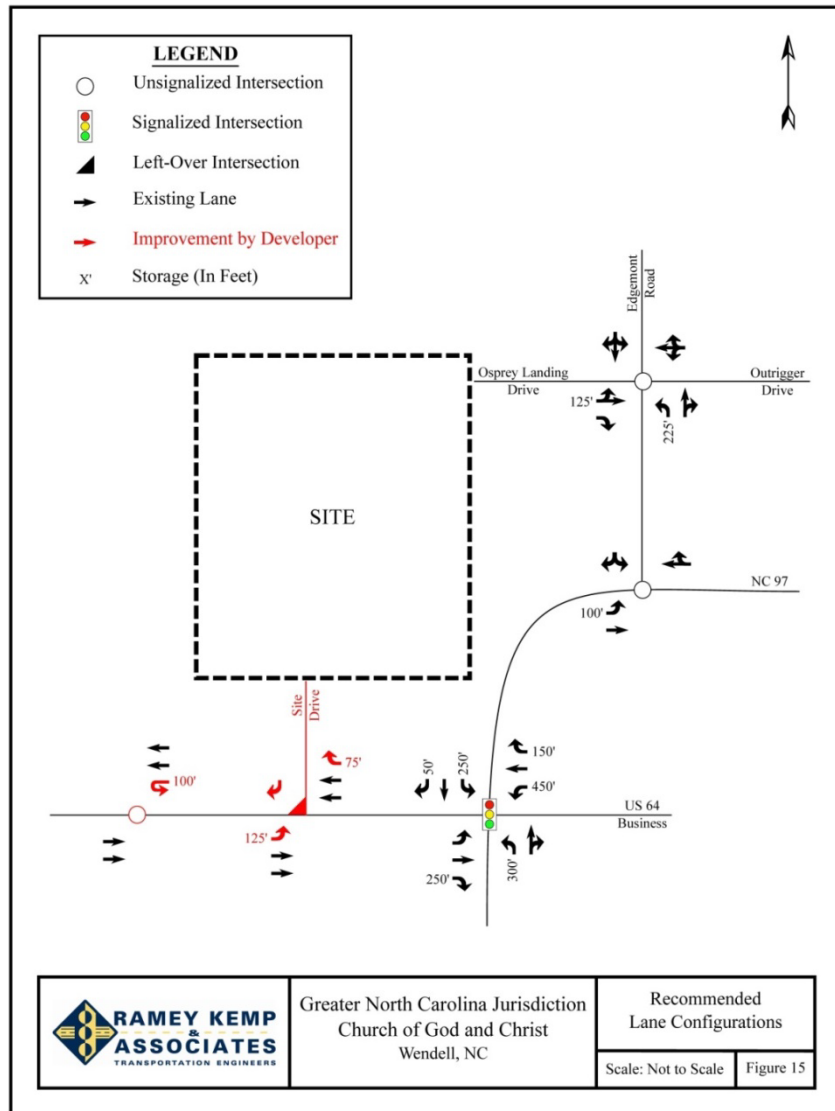 LEGEND
Unsignalized Intersection
Signalized Intersection
Left-Over Intersection
Existing Lane
Improvement by Developer
X' Storage (In Feet)
Edgemont
Road
Osprey Landing
Drive
Outrigger
Drive
125'
225'
SITE
NC 97
100'
Site
Drive
100'
75'
50'
250'
150'
450'
US 64
Business
125'
250'
300'
RAMEY KEMP
&
ASSOCIATES
TRANSPORTATION ENGINEERS
Greater North Carolina Jurisdiction
Church of God and Christ
Wendell, NC
Recommended
Lane Configurations
Scale: Not to Scale
Figure 15